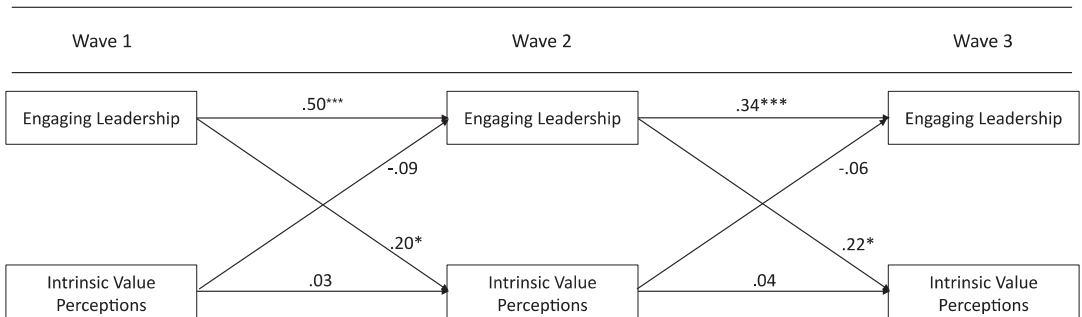 Wave 1
Wave 2
Wave 3
Engaging Leadership
.50***
Engaging Leadership
.34***
Engaging Leadership
-.09
-.06
.20*
.22*
Intrinsic Value
Perceptions
.03
Intrinsic Value
Perceptions
.04
Intrinsic Value
Perceptions